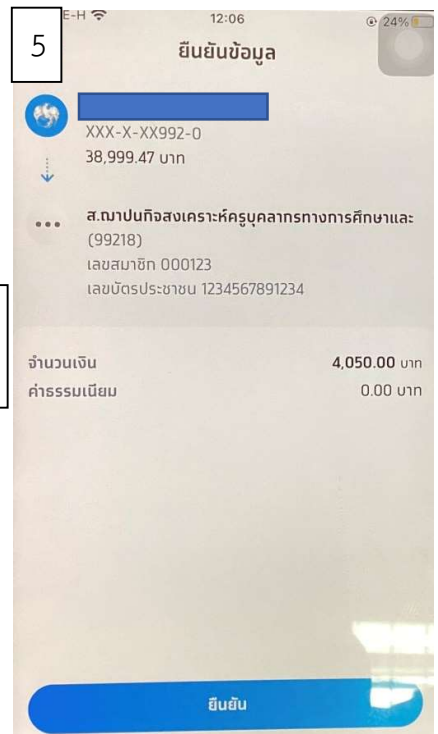 5
E-H
12:06
24%
ยืนยันข้อมูล
XXX-X-XX992-0
38,999.47 บาท
ส.ฌาปนกิจสงเคราะห์ครูบุคลากรทางการศึกษาและ
(99218)
เลขสมาชิก 000123
เลขบัตรประชาชน 1234567891234
จำนวนเงิน 4,050.00 บาท
ค่าธรรมเนียม 0.00 บาท
ยืนยัน